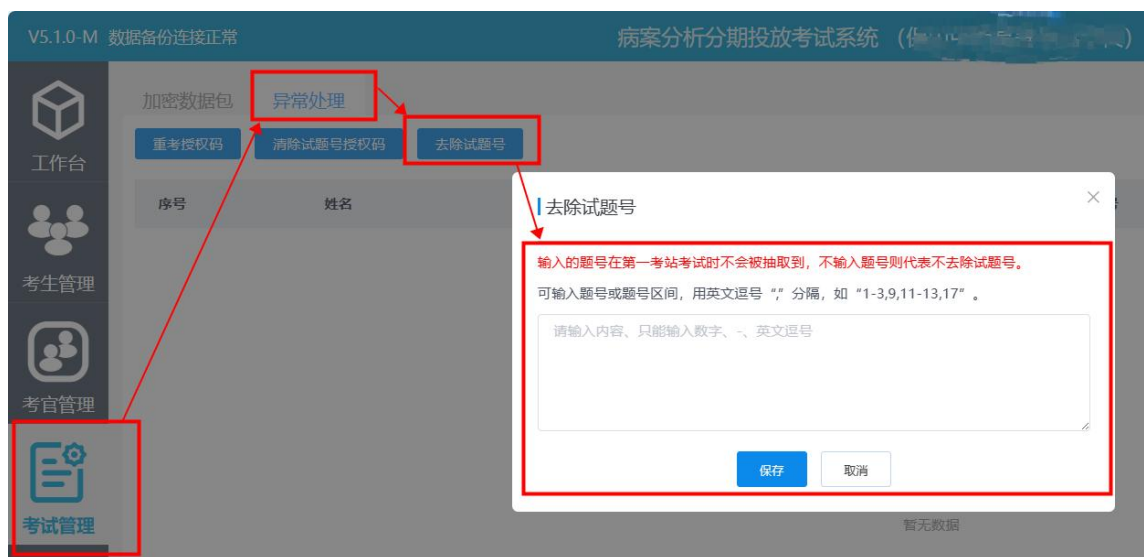 V5.1.0-M 数据备份连接正常
病案分析分期投放考试系统 (
工作台
考生管理
考官管理
考试管理
加密数据包 异常处理
重考授权码 清除试题号授权码 去除试题号
序号 姓名 号
去除试题号
输入的题号在第一考站考试时不会被抽取到，不输入题号则代表不去除试题号。
可输入题号或题号区间，用英文逗号 “,” 分隔，如 “1-3,9,11-13,17” 。
请输入内容、只能输入数字、-、英文逗号
保存 取消
暂无数据